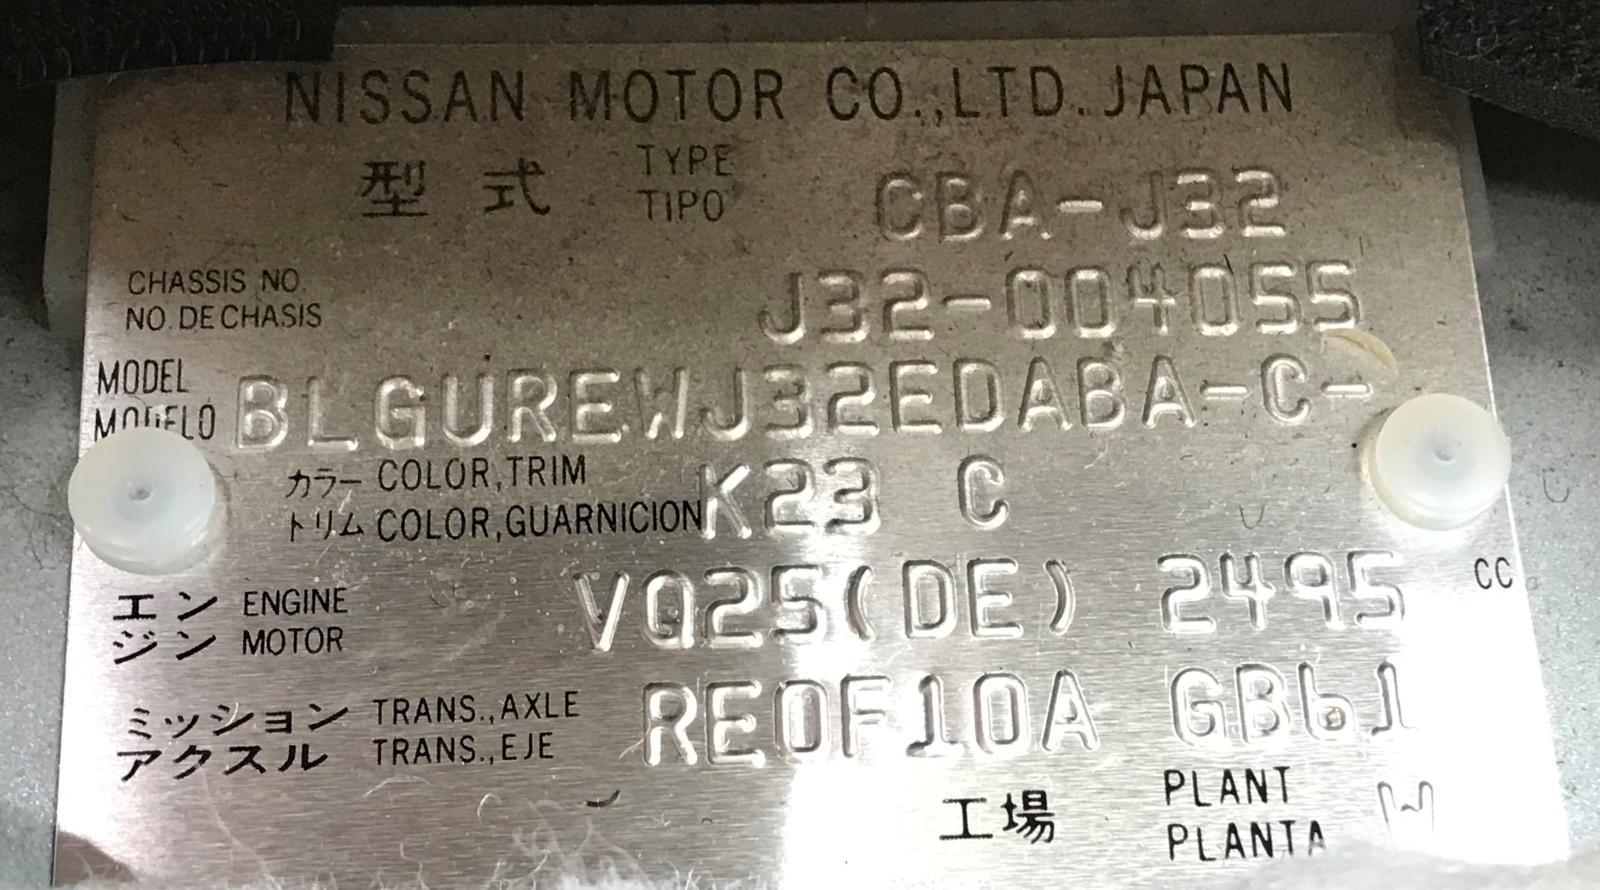 NISSAN MOTOR CO.,LTD.JAPAN
型式 TYPE CBA-J32
TIPO
CHASSIS NO. J32-004055
NO. DE CHASIS
MODEL BLGUREWJ32EDABA-C-
MODELO
カラー COLOR,TRIM K23 C
トリム COLOR,GUARNICION
エン ENGINE VQ25(DE) 2495 CC
ジン MOTOR
ミッション TRANS.,AXLE RE0F10A GB61
アクスル TRANS.,EJE
工場 PLANT W
PLANTA